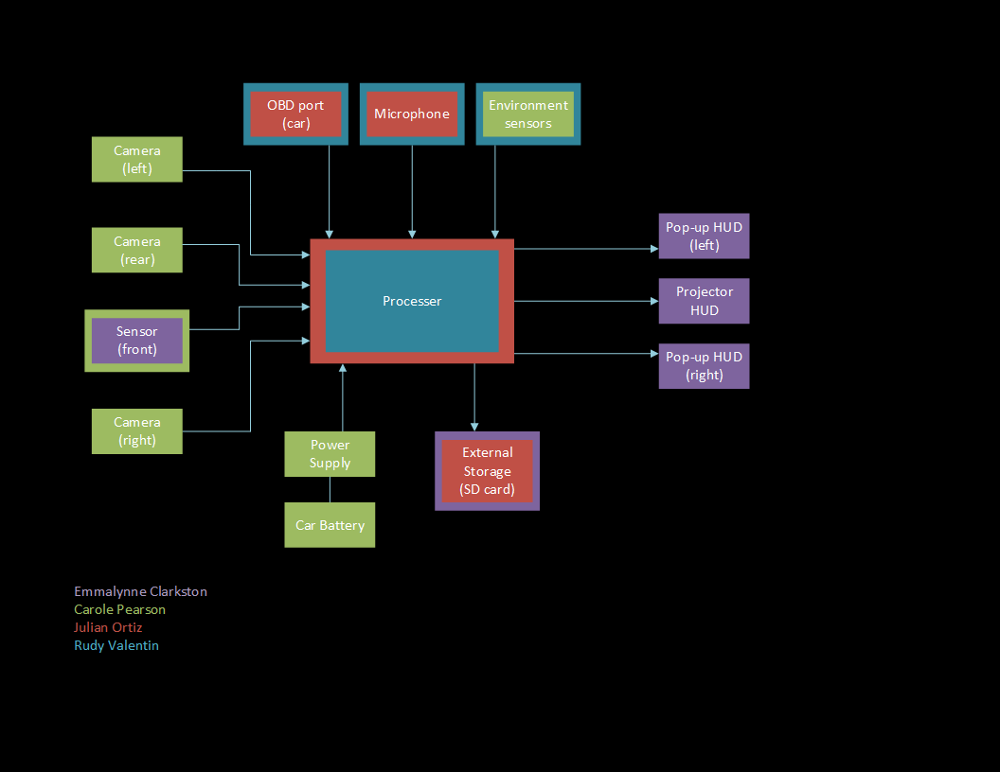 OBD port
(car)
Microphone
Environment
sensors
Camera
(left)
Camera
(rear)
Sensor
(front)
Camera
(right)
Processer
Pop-up HUD
(left)
Projector
HUD
Pop-up HUD
(right)
Power
Supply
Car Battery
External
Storage
(SD card)
Emmalynne Clarkston
Carole Pearson
Julian Ortiz
Rudy Valentin